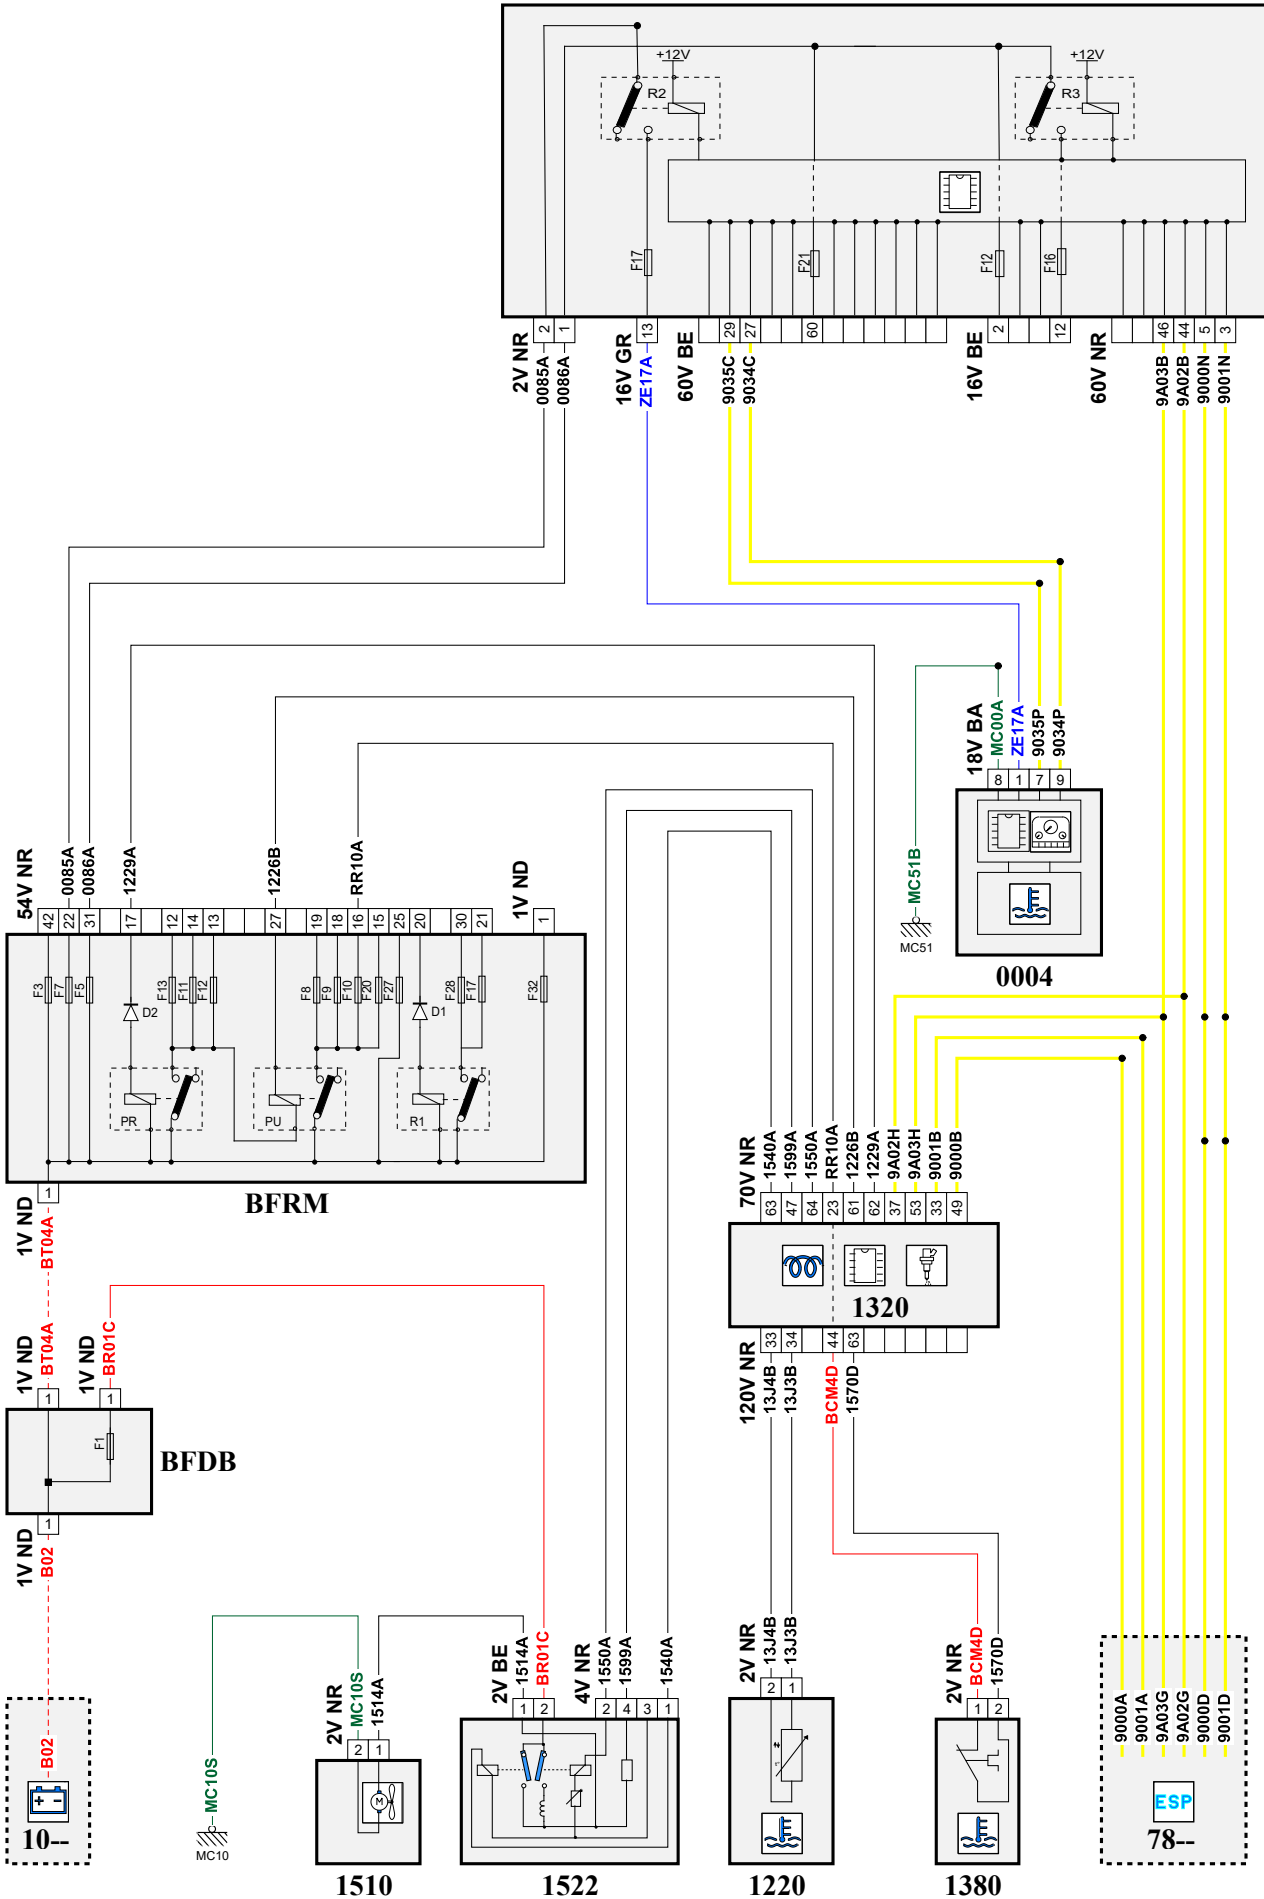 +12V
+12V
R2
R3
F17
F21
F12
F16
2
1
13
29
27
60
2
12
46
44
5
3
2V NR
0085A
0086A
16V GR
ZE17A
60V BE
9035C
9034C
16V BE
60V NR
9A03B
9A02B
9000N
9001N
18V BA
MC00A
ZE17A
9035P
9034P
8
1
7
9
MC51B
MC51
0004
54V NR
0085A
0086A
1229A
1226B
RR10A
1V ND
42
22
31
17
12
14
13
27
19
18
16
15
25
20
30
21
1
F3
F7
F5
D2
F13
F11
F12
F8
F9
F10
F20
F27
D1
F28
F17
F32
PR
PU
R1
1
BFRM
1V ND
BT04A
70V NR
1540A
1599A
1550A
RR10A
1226B
1229A
9A02H
9A03H
9001B
9000B
63
47
64
23
61
62
37
53
33
49
1320
33
34
44
63
120V NR
13J4B
13J3B
BCM4D
1570D
1V ND
BT04A
1V ND
BR01C
1
1
F1
BFDB
1
1V ND
B02
B02
10--
MC10S
MC10
2V NR
MC10S
1514A
2
1
M
1510
2V BE
1514A
BR01C
4V NR
1550A
1599A
1540A
1
2
2
4
3
1
1522
2V NR
13J4B
13J3B
2
1
1220
2V NR
BCM4D
1570D
1
2
1380
9000A
9001A
9A03G
9A02G
9000D
9001D
ESP
78--